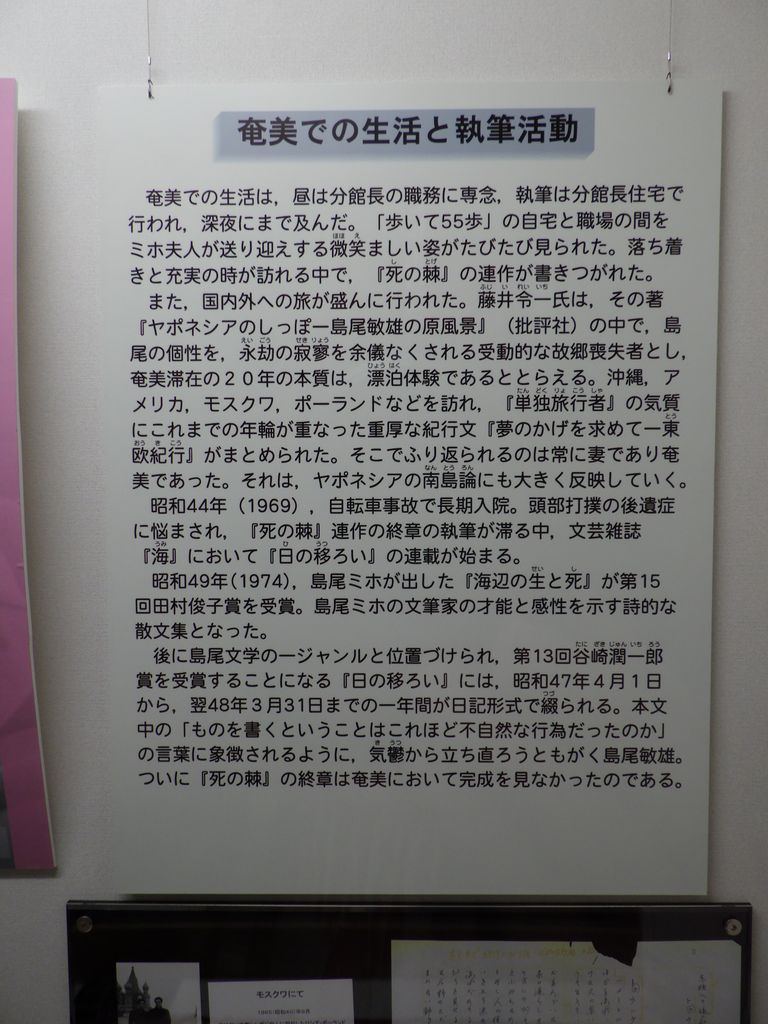 奄美での生活と執筆活動
奄美での生活は，昼は分館長の職務に専念，執筆は分館長住宅で
行われ，深夜にまで及んだ。「歩いて55歩」の自宅と職場の間を
ミホ夫人が送り迎えする微笑ましい姿がたびたび見られた。落ち着
きと充実の時が訪れる中で，『死の棘』の連作が書きつがれた。
また，国内外への旅が盛んに行われた。藤井令一氏は，その著
『ヤポネシアのしっぽー島尾敏雄の原風景』（批評社）の中で，島
尾の個性を，永劫の寂寥を余儀なくされる受動的な故郷喪失者とし，
奄美滞在の２０年の本質は，漂泊体験であるととらえる。沖縄，ア
メリカ，モスクワ，ポーランドなどを訪れ，『単独旅行者』の気質
にこれまでの年輪が重なった重厚な紀行文『夢のかげを求めて一東
欧紀行』がまとめられた。そこでふり返られるのは常に妻であり奄
美であった。それは，ヤポネシアの南島論にも大きく反映していく。
昭和44年（1969），自転車事故で長期入院。頭部打撲の後遺症
に悩まされ，『死の棘』連作の終章の執筆が滞る中，文芸雑誌
『海』において『日の移ろい』の連載が始まる。
昭和49年(1974)，島尾ミホが出した『海辺の生と死』が第15
回田村俊子賞を受賞。島尾ミホの文筆家の才能と感性を示す詩的な
散文集となった。
後に島尾文学の一ジャンルと位置づけられ，第13回谷崎潤一郎
賞を受賞することになる『日の移ろい』には，昭和47年４月１日
から，翌48年３月31日までの一年間が日記形式で綴られる。本文
中の「ものを書くということはこれほど不自然な行為だったのか」
の言葉に象徴されるように，気鬱から立ち直ろうともがく島尾敏雄。
ついに『死の棘』の終章は奄美において完成を見なかったのである。
モスクワにて